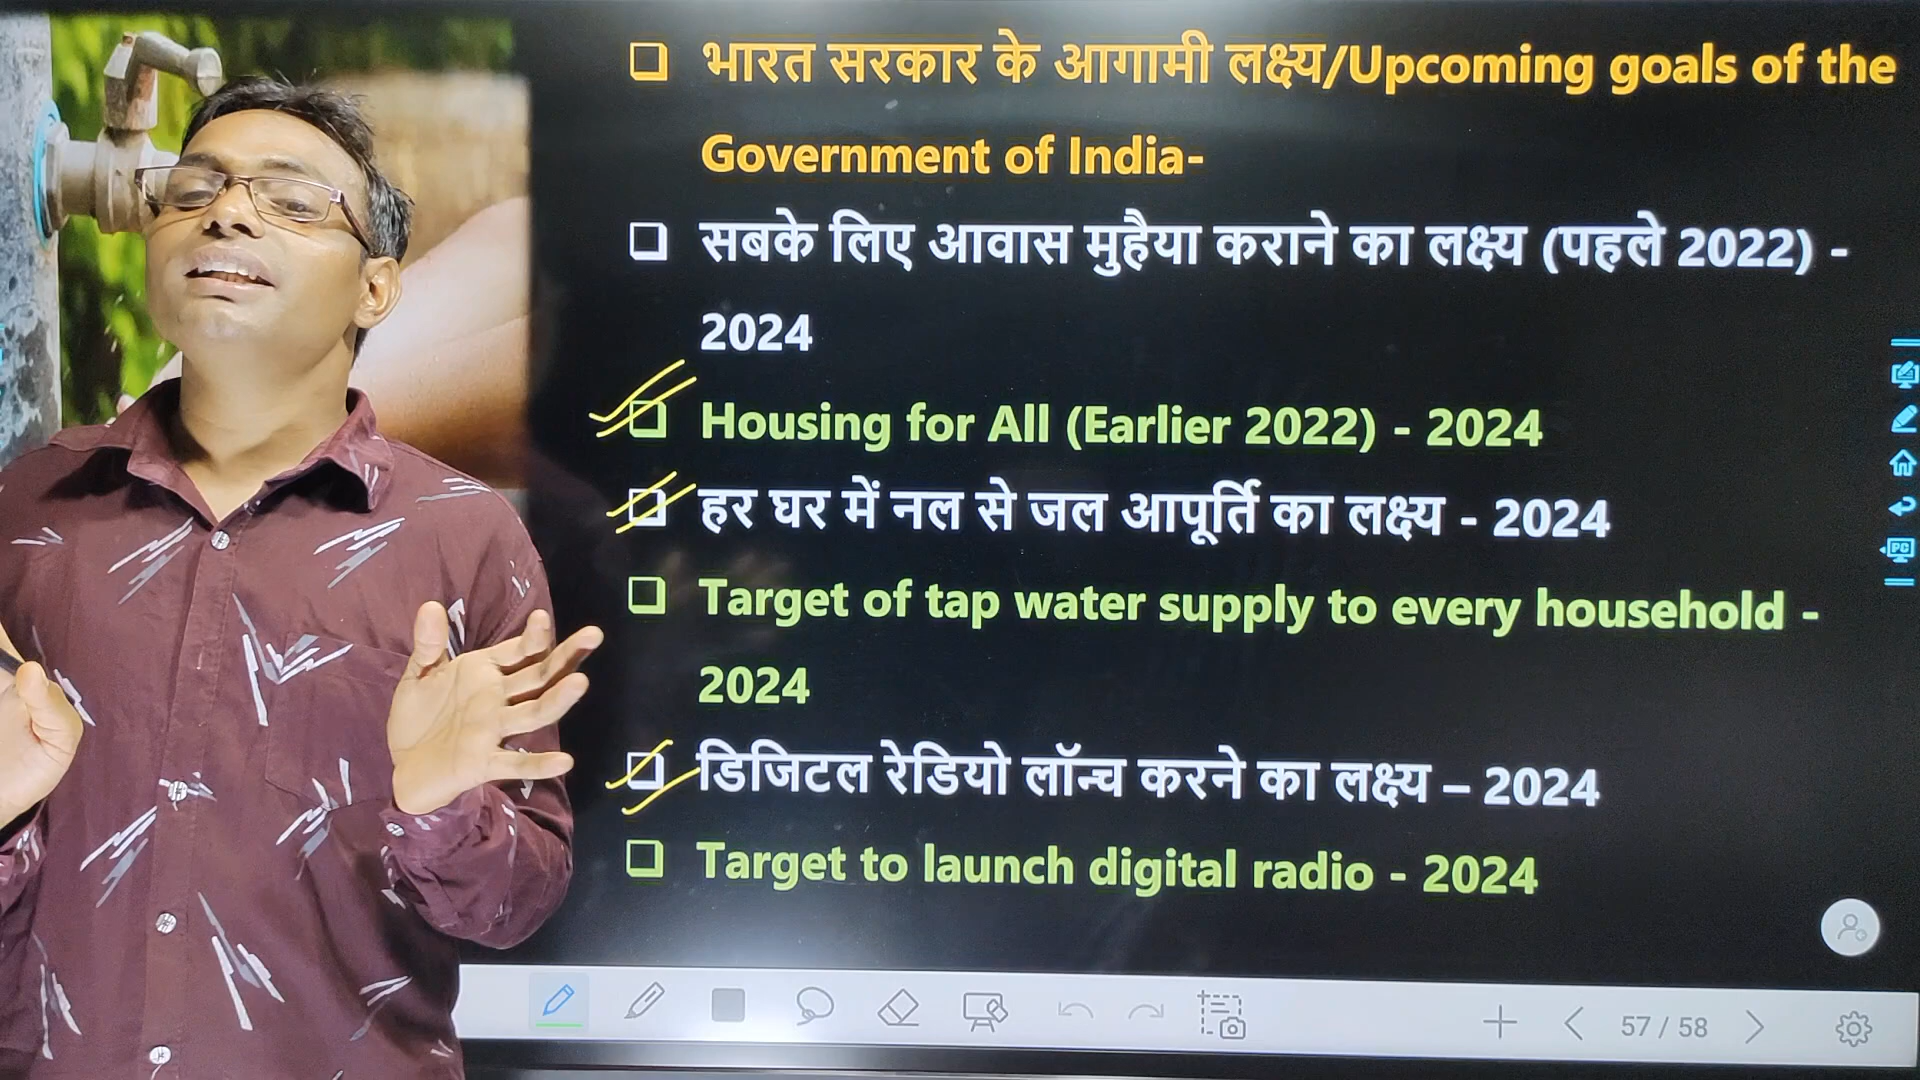 भारत सरकार के आगामी लक्ष्य/Upcoming goals of the
Government of India-
सबके लिए आवास मुहैया कराने का लक्ष्य (पहले 2022) -
2024
Housing for All (Earlier 2022) - 2024
हर घर में नल से जल आपूर्ति का लक्ष्य - 2024
Target of tap water supply to every household -
2024
डिजिटल रेडियो लॉन्च करने का लक्ष्य – 2024
Target to launch digital radio - 2024
PC
57 / 58